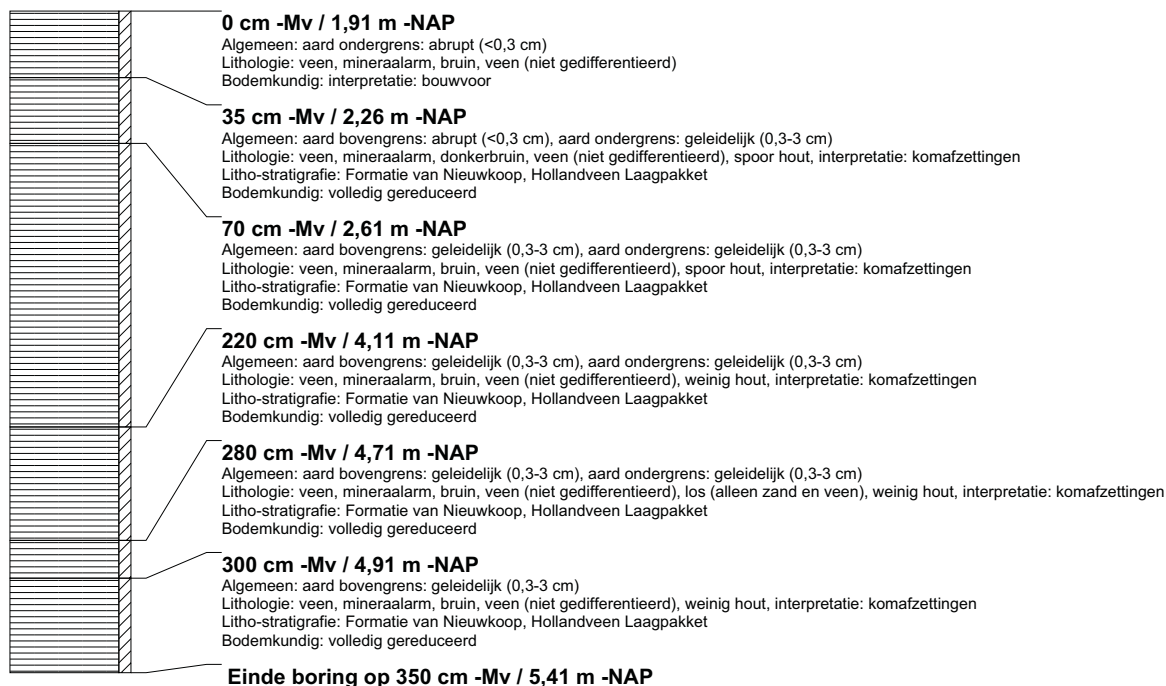 0 cm -Mv / 1,91 m -NAP
Algemeen: aard ondergrens: abrupt (<0,3 cm)
Lithologie: veen, mineraalarm, bruin, veen (niet gedifferentieerd)
Bodemkundig: interpretatie: bouwvoor
35 cm -Mv / 2,26 m -NAP
Algemeen: aard bovengrens: abrupt (<0,3 cm), aard ondergrens: geleidelijk (0,3-3 cm)
Lithologie: veen, mineraalarm, donkerbruin, veen (niet gedifferentieerd), spoor hout, interpretatie: komafzettingen
Litho-stratigrafie: Formatie van Nieuwkoop, Hollandveen Laagpakket
Bodemkundig: volledig gereduceerd
70 cm -Mv / 2,61 m -NAP
Algemeen: aard bovengrens: geleidelijk (0,3-3 cm), aard ondergrens: geleidelijk (0,3-3 cm)
Lithologie: veen, mineraalarm, bruin, veen (niet gedifferentieerd), spoor hout, interpretatie: komafzettingen
Litho-stratigrafie: Formatie van Nieuwkoop, Hollandveen Laagpakket
Bodemkundig: volledig gereduceerd
220 cm -Mv / 4,11 m -NAP
Algemeen: aard bovengrens: geleidelijk (0,3-3 cm), aard ondergrens: geleidelijk (0,3-3 cm)
Lithologie: veen, mineraalarm, bruin, veen (niet gedifferentieerd), weinig hout, interpretatie: komafzettingen
Litho-stratigrafie: Formatie van Nieuwkoop, Hollandveen Laagpakket
Bodemkundig: volledig gereduceerd
280 cm -Mv / 4,71 m -NAP
Algemeen: aard bovengrens: geleidelijk (0,3-3 cm), aard ondergrens: geleidelijk (0,3-3 cm)
Lithologie: veen, mineraalarm, bruin, veen (niet gedifferentieerd), los (alleen zand en veen), weinig hout, interpretatie: komafzettingen
Litho-stratigrafie: Formatie van Nieuwkoop, Hollandveen Laagpakket
Bodemkundig: volledig gereduceerd
300 cm -Mv / 4,91 m -NAP
Algemeen: aard bovengrens: geleidelijk (0,3-3 cm)
Lithologie: veen, mineraalarm, bruin, veen (niet gedifferentieerd), weinig hout, interpretatie: komafzettingen
Litho-stratigrafie: Formatie van Nieuwkoop, Hollandveen Laagpakket
Bodemkundig: volledig gereduceerd
Einde boring op 350 cm -Mv / 5,41 m -NAP